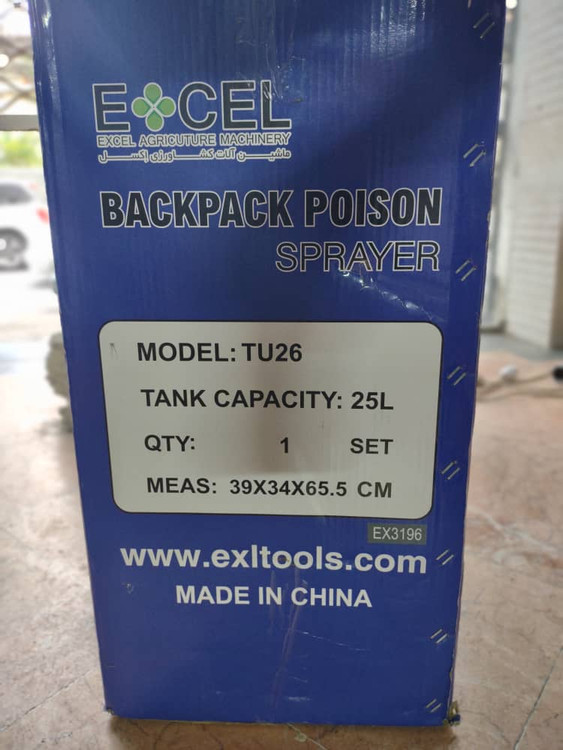 EXCEL
EXCEL AGRICUTURE MACHINERY
ماشین آلات کشاورزی اکسل
BACKPACK POISON
SPRAYER
MODEL: TU26
TANK CAPACITY: 25L
QTY: 1 SET
MEAS: 39X34X65.5 CM
EX3196
www.exltools.com
MADE IN CHINA